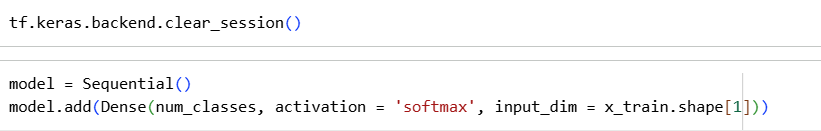 tf.keras.backend.clear_session()
model = Sequential()
model.add(Dense(num_classes, activation = 'softmax', input_dim = x_train.shape[1]))